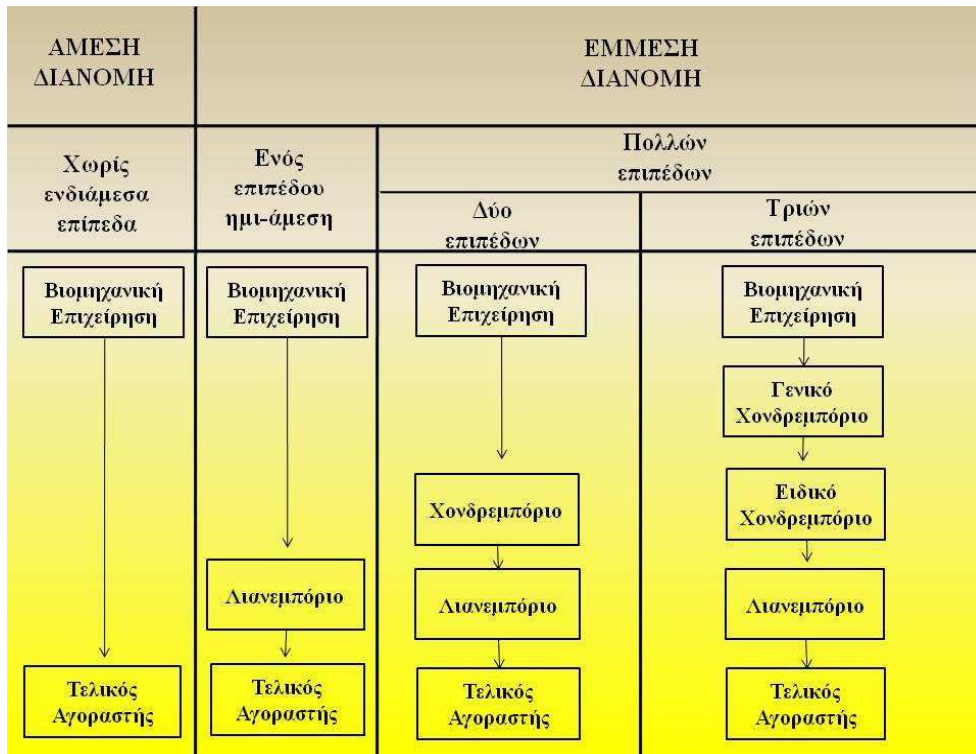 ΑΜΕΣΗ
ΔΙΑΝΟΜΗ
ΕΜΜΕΣΗ
ΔΙΑΝΟΜΗ
Χωρίς
ενδιάμεσα
επίπεδα
Ενός
επιπέδου
ημι-άμεση
Πολλών
επιπέδων
Δύο
επιπέδων
Τριών
επιπέδων
Βιομηχανική
Επιχείρηση
Τελικός
Αγοραστής
Βιομηχανική
Επιχείρηση
Λιανεμπόριο
Τελικός
Αγοραστής
Βιομηχανική
Επιχείρηση
Χονδρεμπόριο
Λιανεμπόριο
Τελικός
Αγοραστής
Βιομηχανική
Επιχείρηση
Γενικό
Χονδρεμπόριο
Ειδικό
Χονδρεμπόριο
Λιανεμπόριο
Τελικός
Αγοραστής